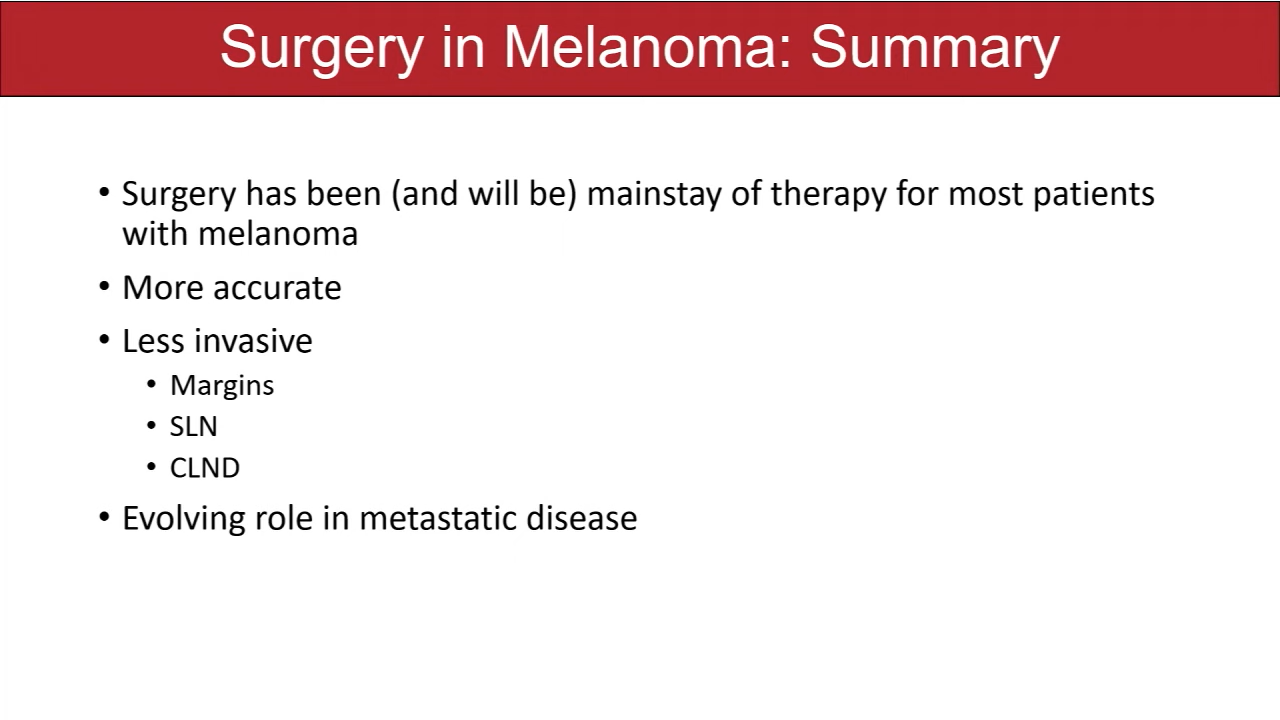 Surgery in Melanoma: Summary
• Surgery has been (and will be) mainstay of therapy for most patients
with melanoma
• More accurate
• Less invasive
• Margins
• SLN
• CLND
• Evolving role in metastatic disease